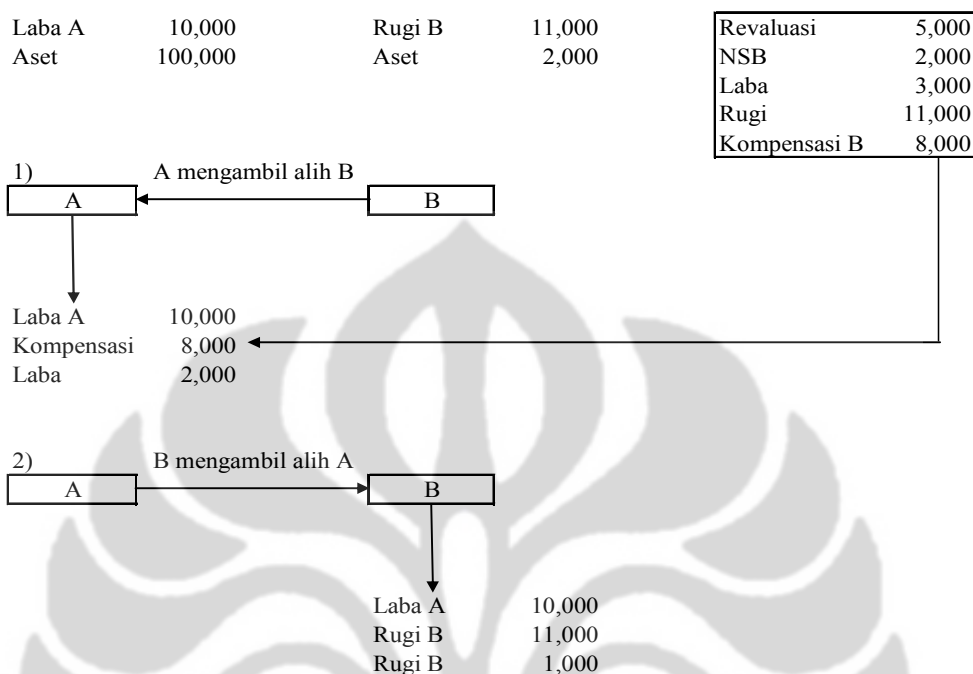 Laba A 10,000 Rugi B 11,000 Revaluasi 5,000
Aset 100,000 Aset 2,000 NSB 2,000
Laba 3,000
Rugi 11,000
Kompensasi B 8,000
1) A mengambil alih B
A B
Laba A 10,000
Kompensasi 8,000
Laba 2,000
2) B mengambil alih A
A B
Laba A 10,000
Rugi B 11,000
Rugi B 1,000